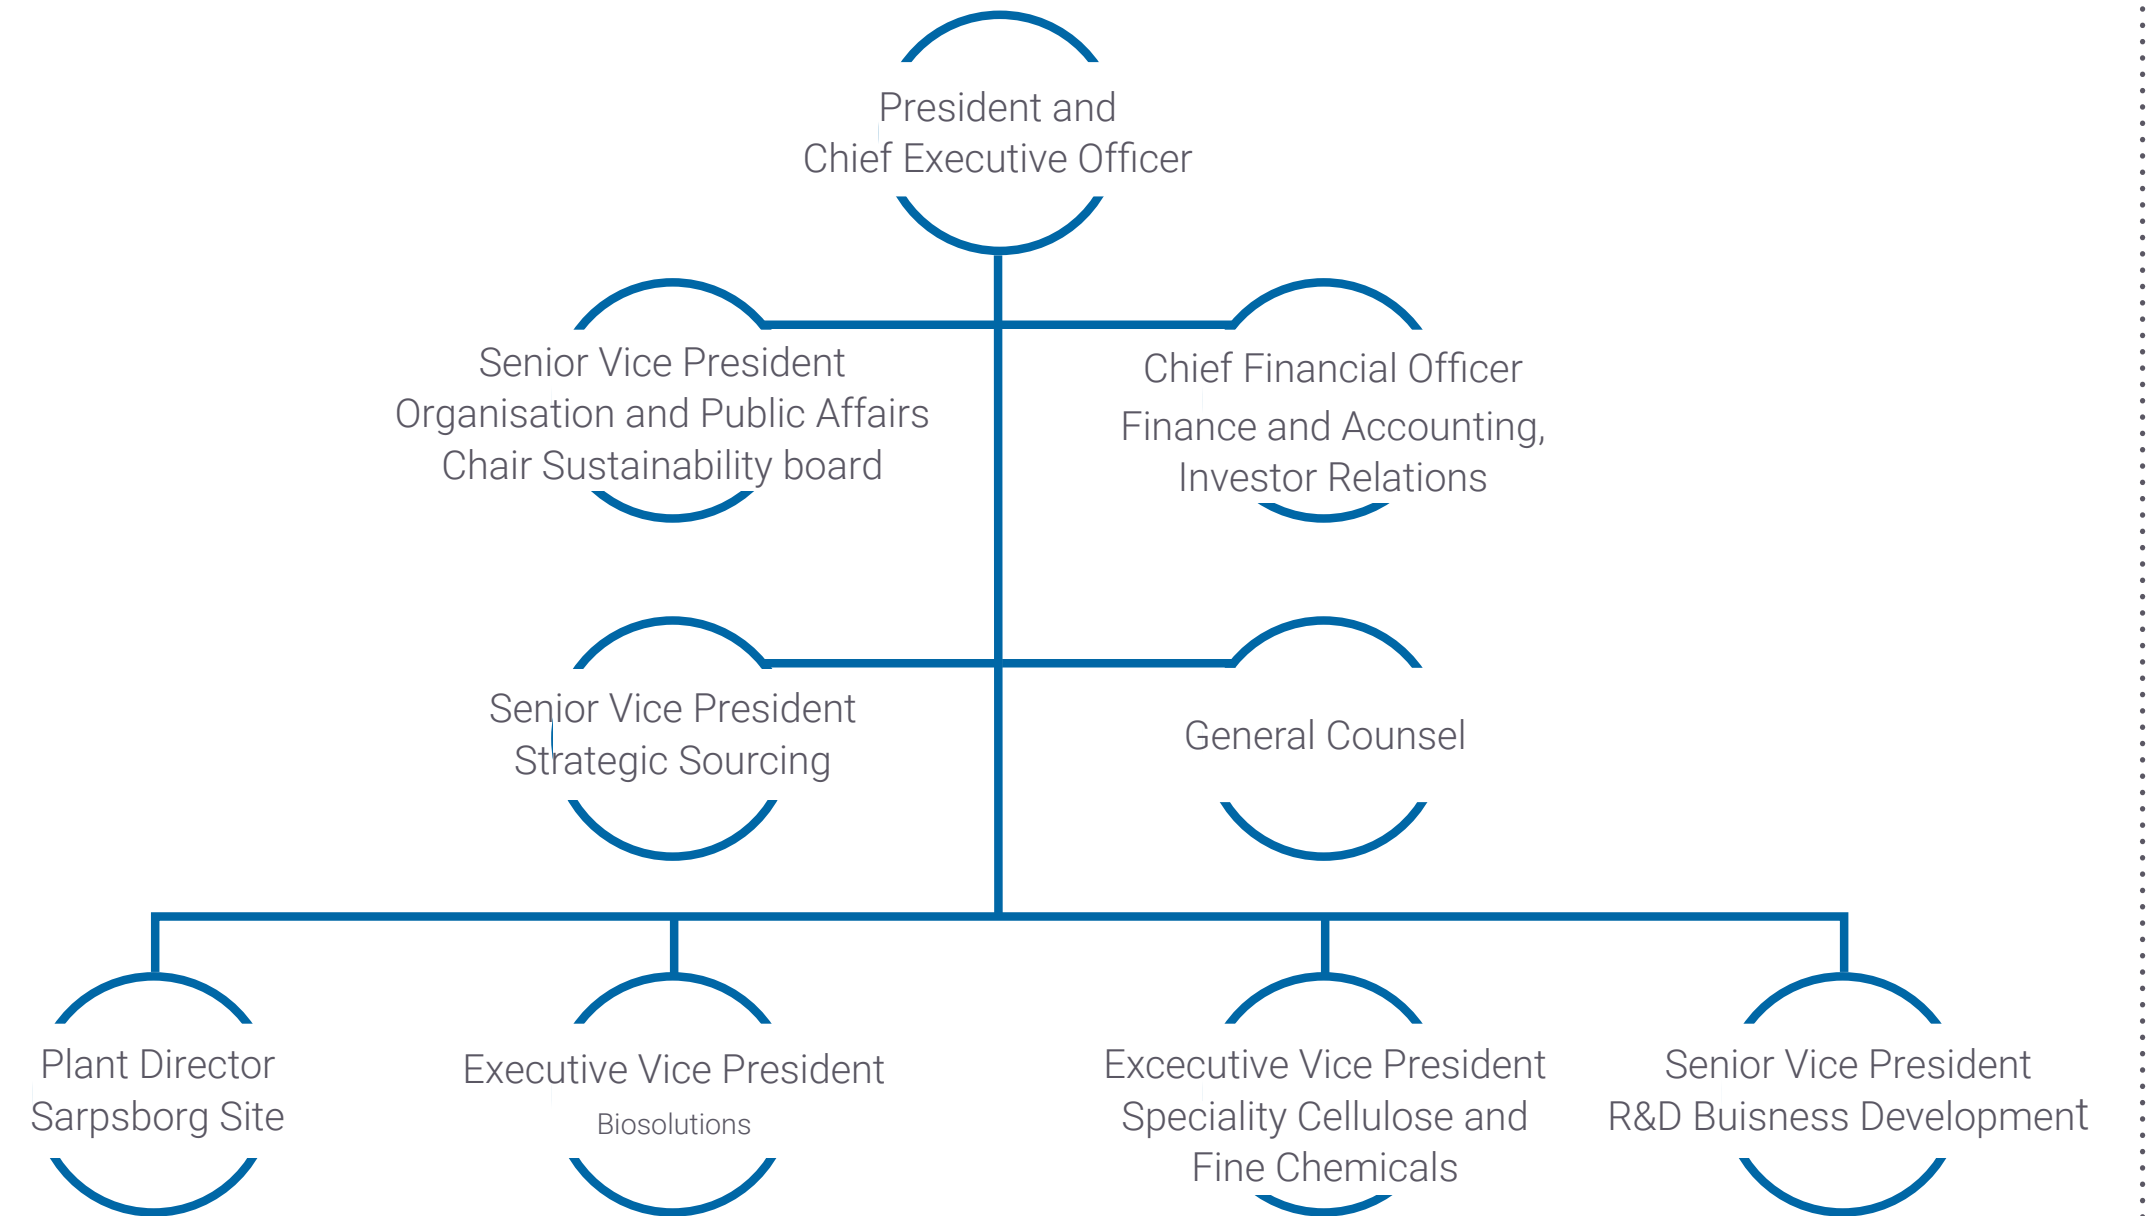 President and
Chief Executive Officer
Senior Vice President
Organisation and Public Affairs
Chair Sustainability board
Chief Financial Officer
Finance and Accounting,
Investor Relations
Senior Vice President
Strategic Sourcing
General Counsel
Plant Director
Sarpsborg Site
Executive Vice President
Biosolutions
Excecutive Vice President
Speciality Cellulose and
Fine Chemicals
Senior Vice President
R&D Buisness Development